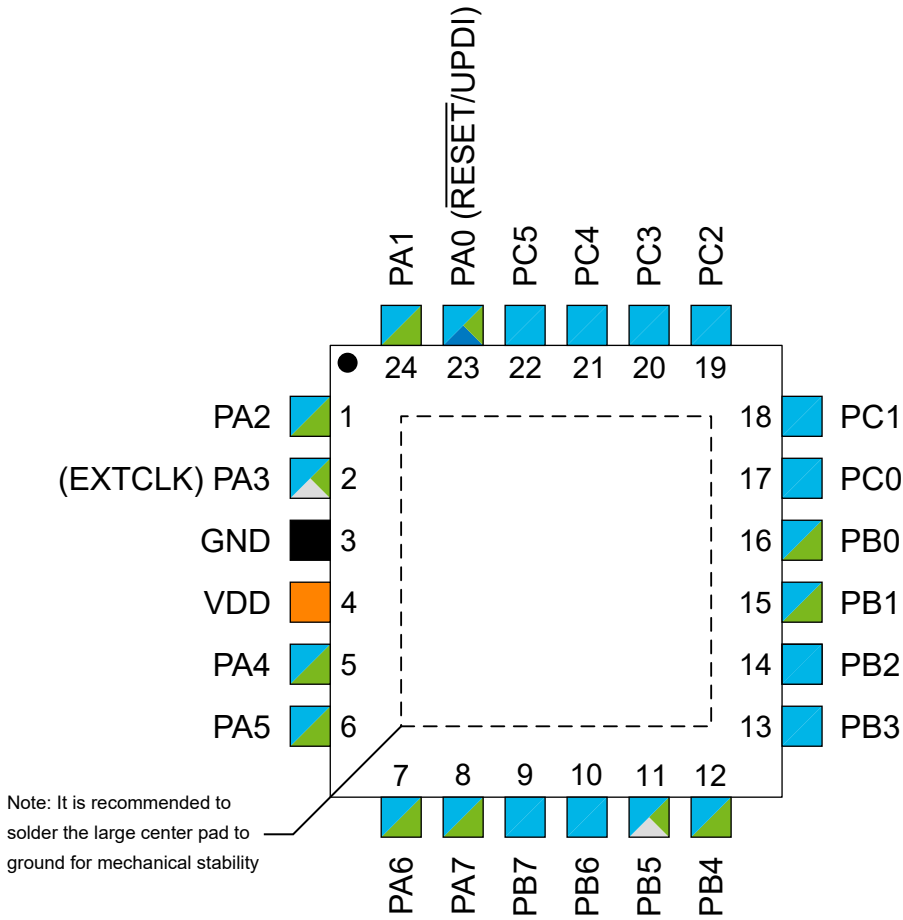 PA0 (RESET/UPDI)
PA1
PC5
PC4
PC3
PC2
24
23
22
21
20
19
PA2
1
18
PC1
(EXTCLK) PA3
2
17
PC0
GND
3
16
PB0
VDD
4
15
PB1
PA4
5
14
PB2
PA5
6
13
PB3
7
8
9
10
11
12
PA6
PA7
PB7
PB6
PB5
PB4
Note: It is recommended to
solder the large center pad to
ground for mechanical stability